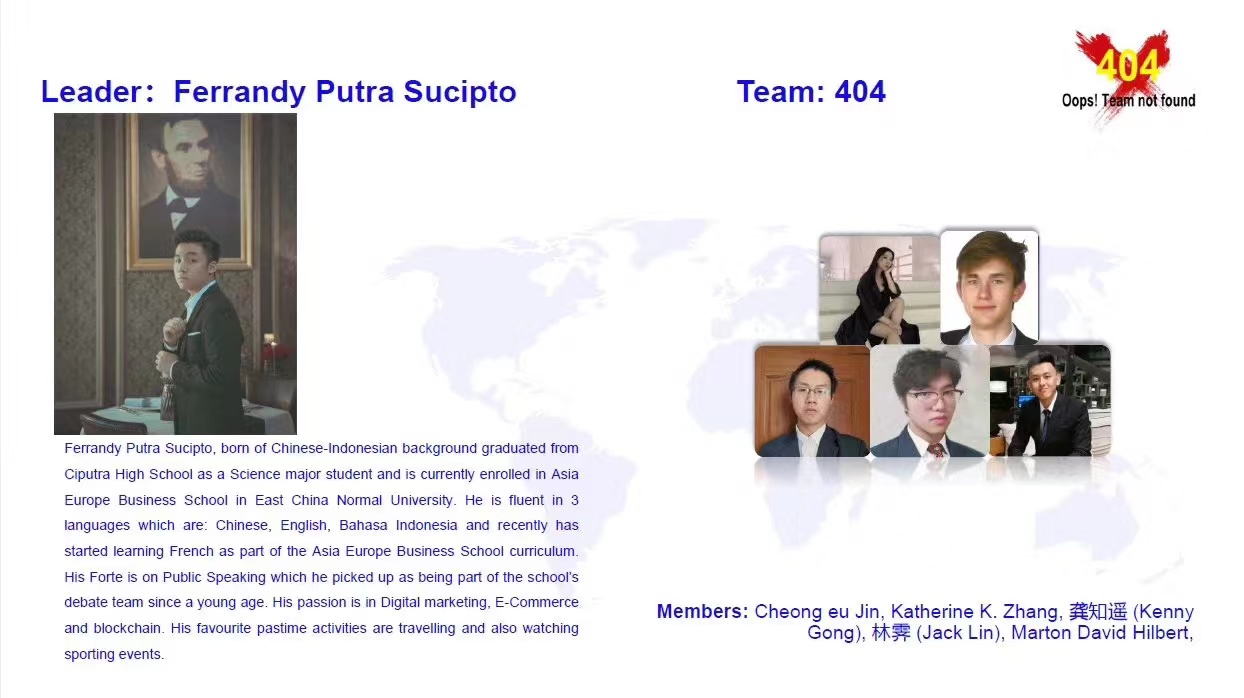 Leader：Ferrandy Putra Sucipto
Team: 404
404
Oops! Team not found
Ferrandy Putra Sucipto, born of Chinese-Indonesian background graduated from
Ciputra High School as a Science major student and is currently enrolled in Asia
Europe Business School in East China Normal University. He is fluent in 3
languages which are: Chinese, English, Bahasa Indonesia and recently has
started learning French as part of the Asia Europe Business School curriculum.
His Forte is on Public Speaking which he picked up as being part of the school's
debate team since a young age. His passion is in Digital marketing, E-Commerce
and blockchain. His favourite pastime activities are travelling and also watching
sporting events.
Members: Cheong eu Jin, Katherine K. Zhang, 龚知遥 (Kenny
Gong), 林霁 (Jack Lin), Marton David Hilbert,